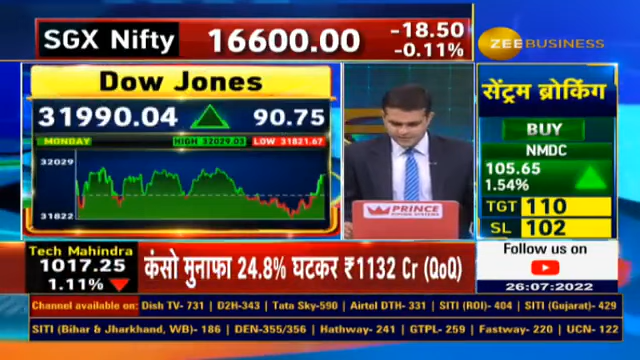 SGX Nifty
16600.00
-18.50
-0.11%
ZEE BUSINESS
Dow Jones
31990.04
90.75
MONDAY
HIGH 32029.03
LOW 31821.67
32029
31822
PRINCE
PIPING SYSTEMS
सेंट्रम ब्रोकिंग
BUY
NMDC
105.65
1.54%
TGT 110
SL 102
Tech Mahindra
1017.25
1.11%
कंसो मुनाफा 24.8% घटकर ₹1132 Cr (QoQ)
Follow us on
26:07:2022
Channel available on: Dish TV- 731 | D2H-343 | Tata Sky-590 | Airtel DTH- 331 | SITI (ROI)- 404 | SITI (Gujarat)- 429
SITI (Bihar & Jharkhand, WB)- 186 | DEN-355/356 | Hathway- 241 | GTPL- 259 | Fastway- 220 | UCN- 122